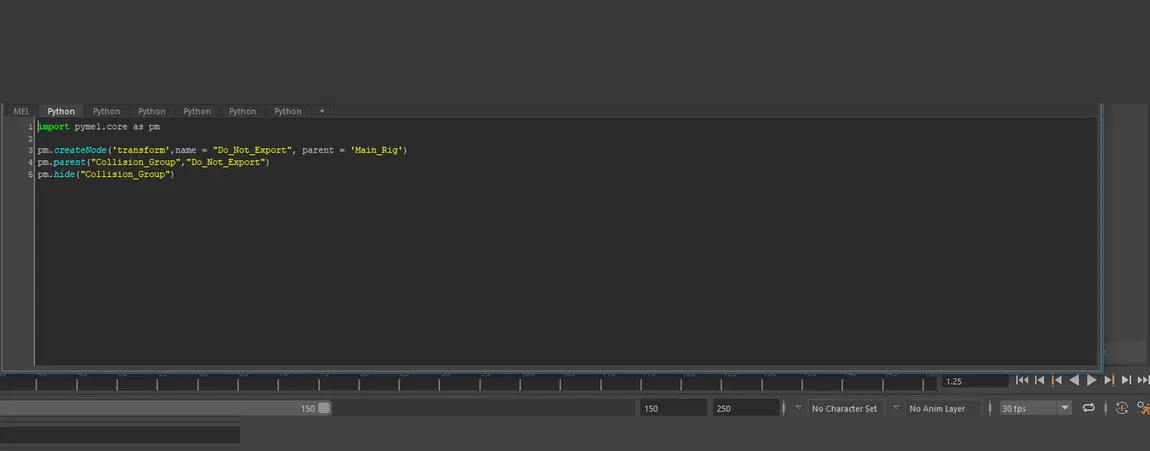 MEL Python Python Python Python Python Python +
1 import pymel.core as pm
2
3 pm.createNode('transform',name = "Do_Not_Export", parent = 'Main_Rig')
4 pm.parent("Collision_Group","Do_Not_Export")
5 pm.hide("Collision_Group")
1.25
150 150 250 No Character Set No Anim Layer 30 fps